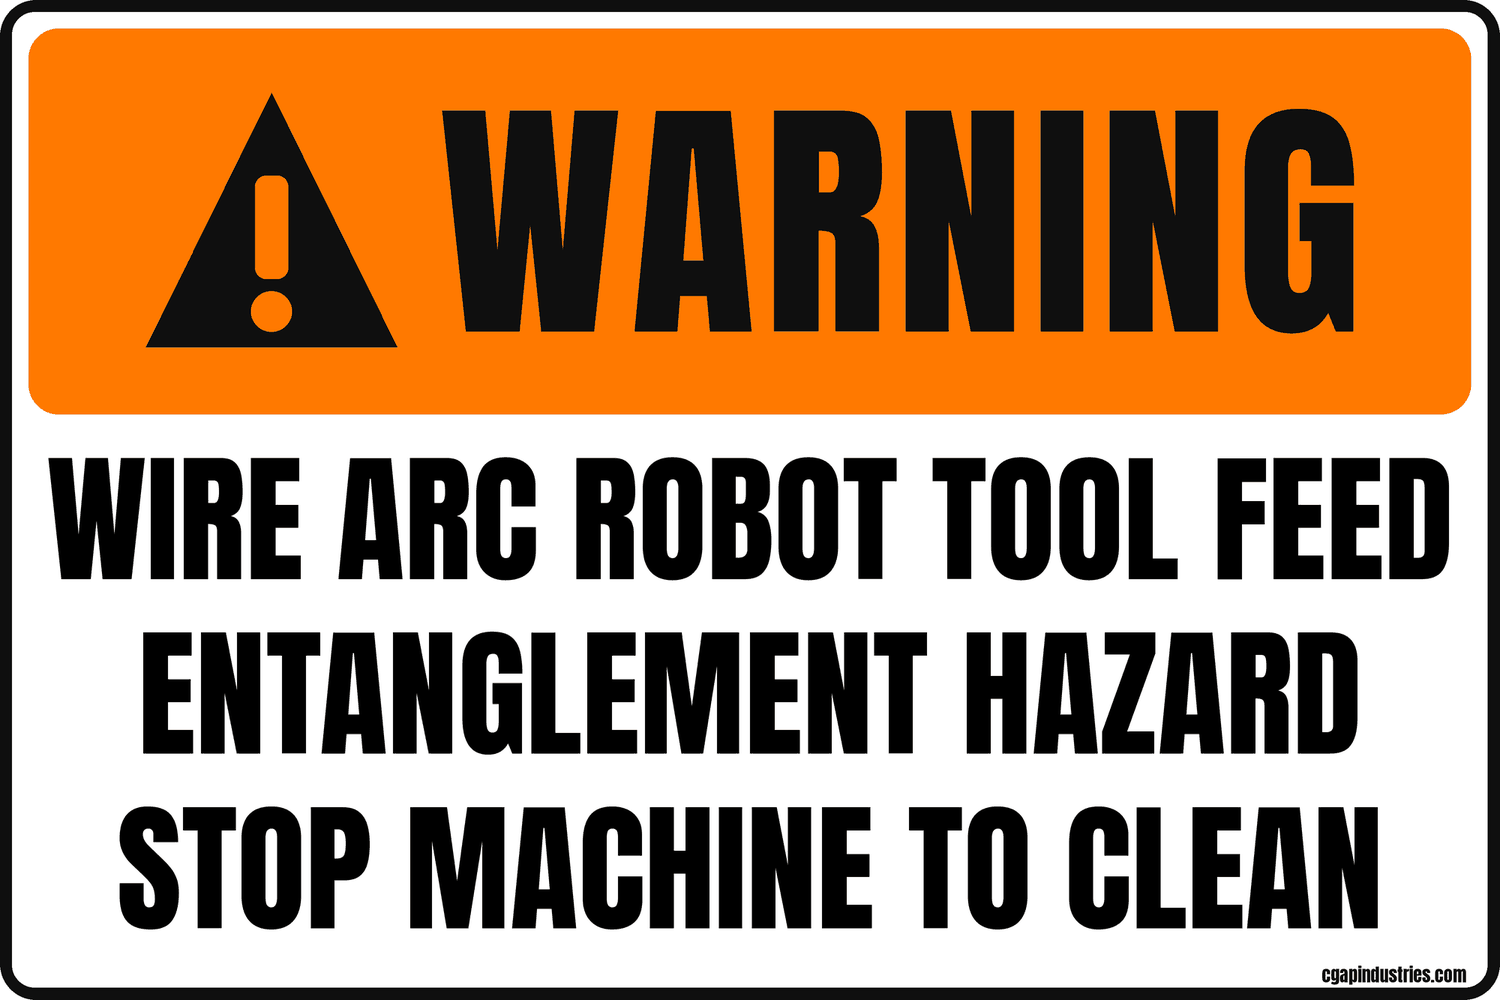 WARNING
WIRE ARC ROBOT TOOL FEED
ENTANGLEMENT HAZARD
STOP MACHINE TO CLEAN
cgapindustries.com